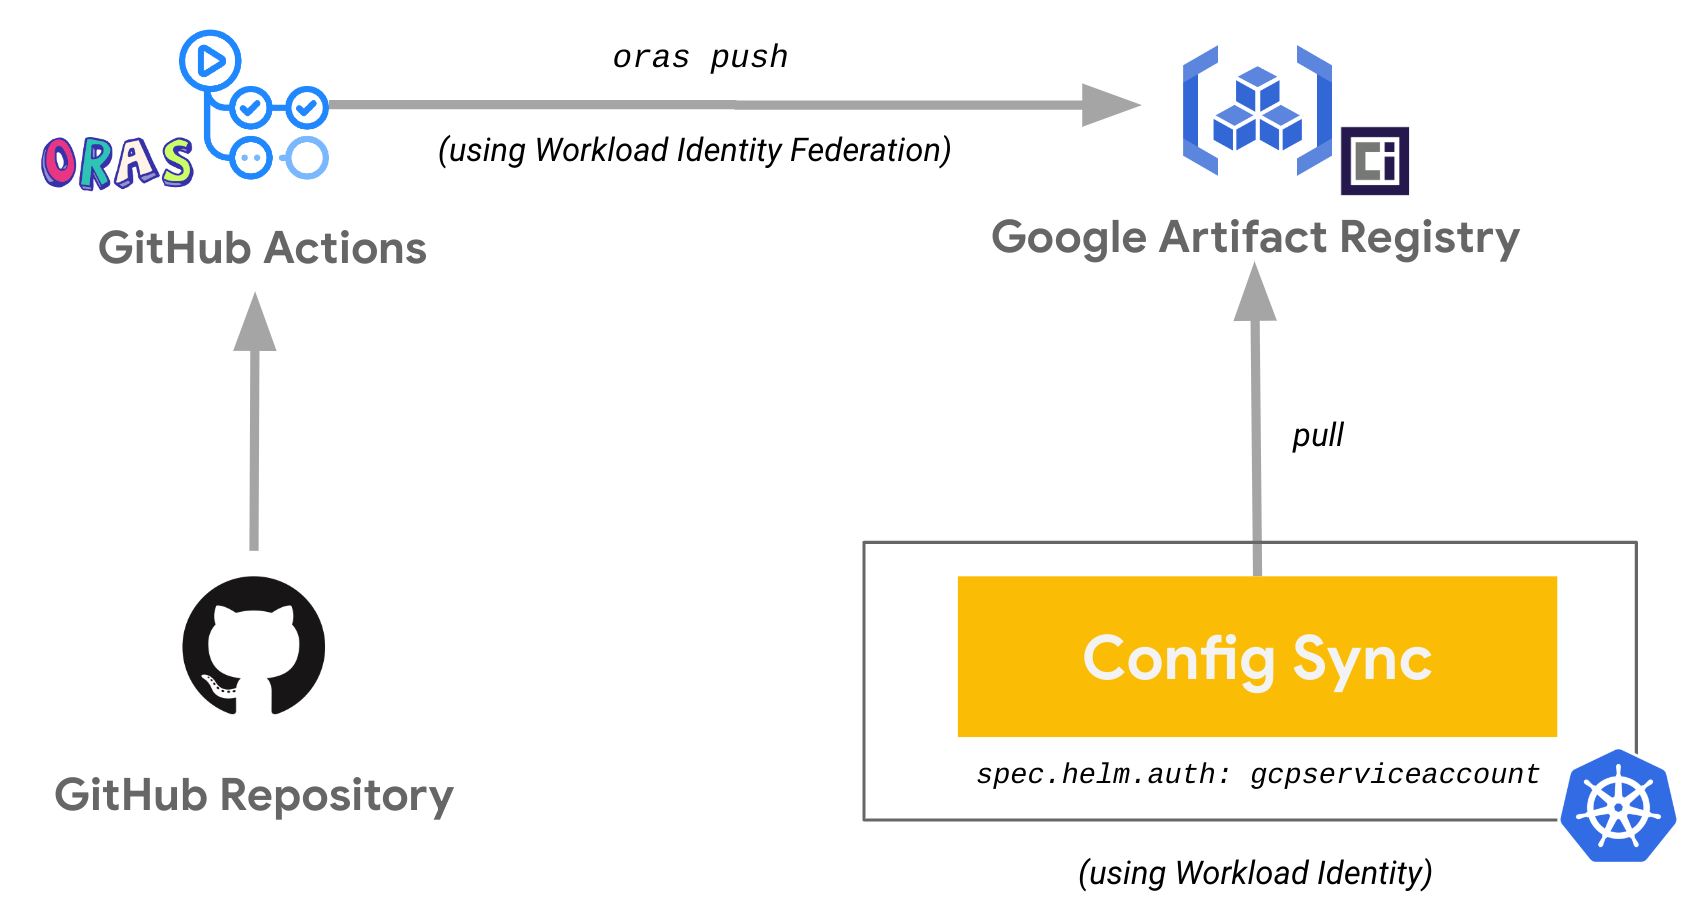 oras push
(using Workload Identity Federation)
ORAS
Ci
GitHub Actions
Google Artifact Registry
pull
Config Sync
spec.helm.auth: gcpserviceaccount
GitHub Repository
(using Workload Identity)